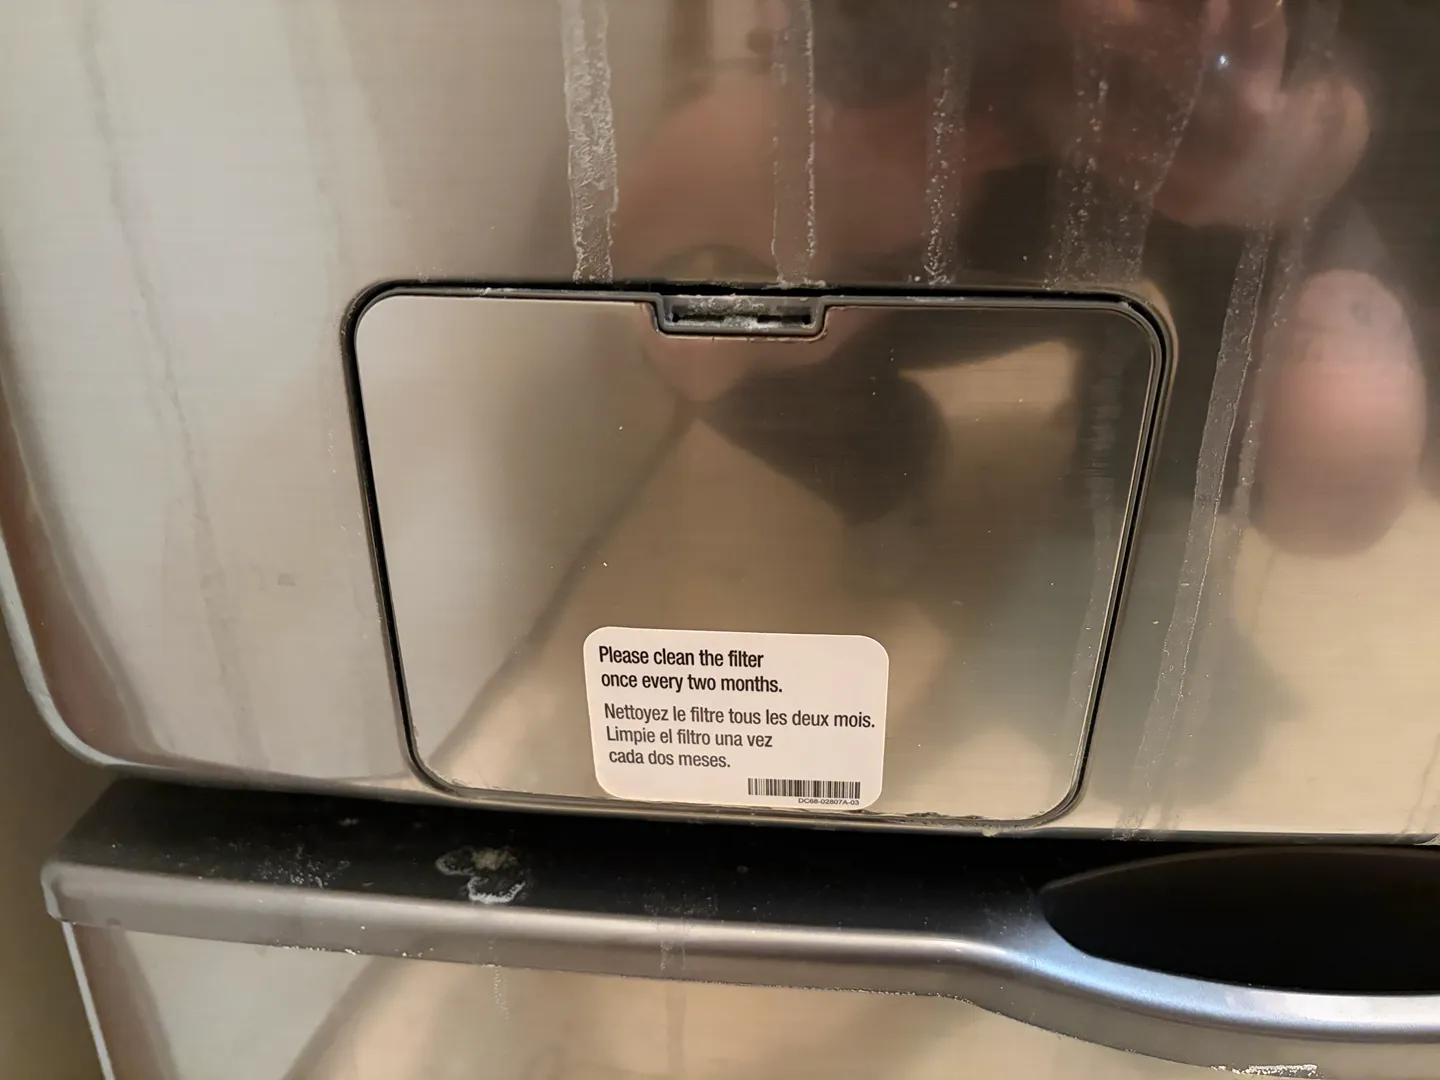 Please clean the filter
once every two months.
Nettoyez le filtre tous les deux mois.
Limpie el filtro una vez
cada dos meses.
DC68-02807A-03